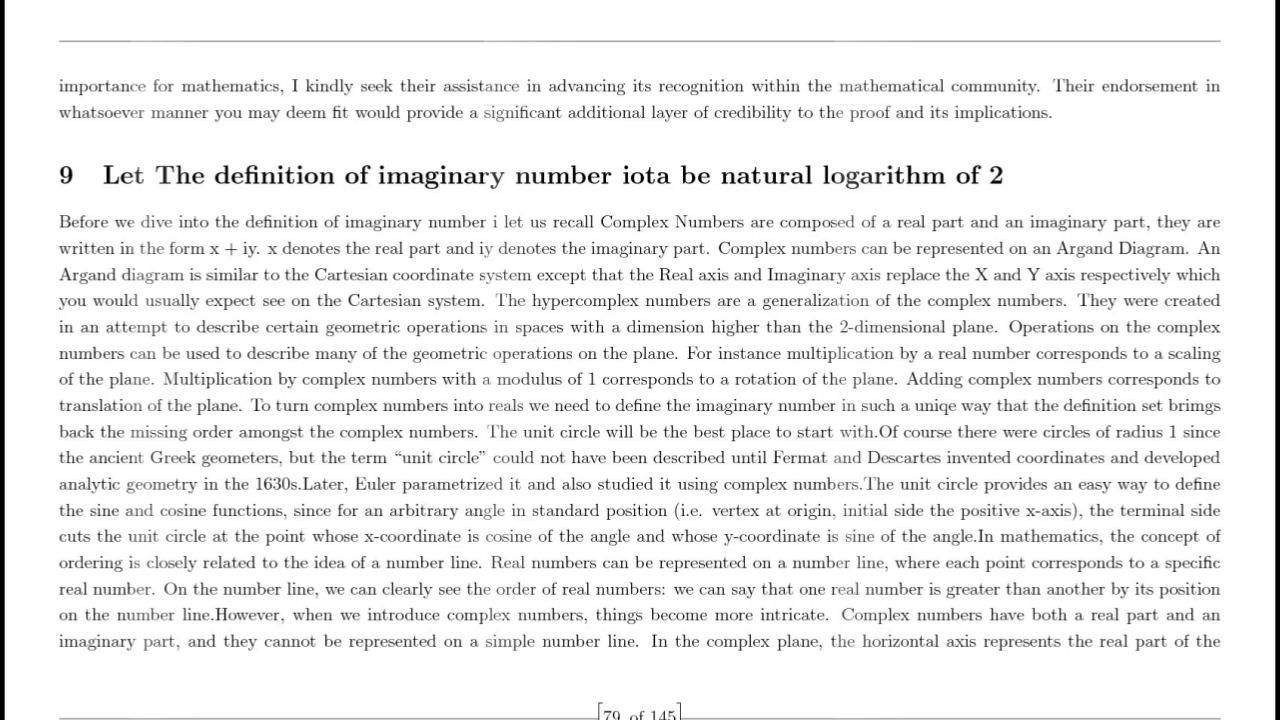 importance for mathematics, I kindly seek their assistance in advancing its recognition within the mathematical community. Their endorsement in
whatsoever manner you may deem fit would provide a significant additional layer of credibility to the proof and its implications.
9 Let The definition of imaginary number iota be natural logarithm of 2
Before we dive into the definition of imaginary number i let us recall Complex Numbers are composed of a real part and an imaginary part, they are
written in the form x + iy. x denotes the real part and iy denotes the imaginary part. Complex numbers can be represented on an Argand Diagram. An
Argand diagram is similar to the Cartesian coordinate system except that the Real axis and Imaginary axis replace the X and Y axis respectively which
you would usually expect see on the Cartesian system. The hypercomplex numbers are a generalization of the complex numbers. They were created
in an attempt to describe certain geometric operations in spaces with a dimension higher than the 2-dimensional plane. Operations on the complex
numbers can be used to describe many of the geometric operations on the plane. For instance multiplication by a real number corresponds to a scaling
of the plane. Multiplication by complex numbers with a modulus of 1 corresponds to a rotation of the plane. Adding complex numbers corresponds to
translation of the plane. To turn complex numbers into reals we need to define the imaginary number in such a uniqe way that the definition set brimgs
back the missing order amongst the complex numbers. The unit circle will be the best place to start with.Of course there were circles of radius 1 since
the ancient Greek geometers, but the term “unit circle” could not have been described until Fermat and Descartes invented coordinates and developed
analytic geometry in the 1630s.Later, Euler parametrized it and also studied it using complex numbers.The unit circle provides an easy way to define
the sine and cosine functions, since for an arbitrary angle in standard position (i.e. vertex at origin, initial side the positive x-axis), the terminal side
cuts the unit circle at the point whose x-coordinate is cosine of the angle and whose y-coordinate is sine of the angle.In mathematics, the concept of
ordering is closely related to the idea of a number line. Real numbers can be represented on a number line, where each point corresponds to a specific
real number. On the number line, we can clearly see the order of real numbers: we can say that one real number is greater than another by its position
on the number line.However, when we introduce complex numbers, things become more intricate. Complex numbers have both a real part and an
imaginary part, and they cannot be represented on a simple number line. In the complex plane, the horizontal axis represents the real part of the
[79 of 145]